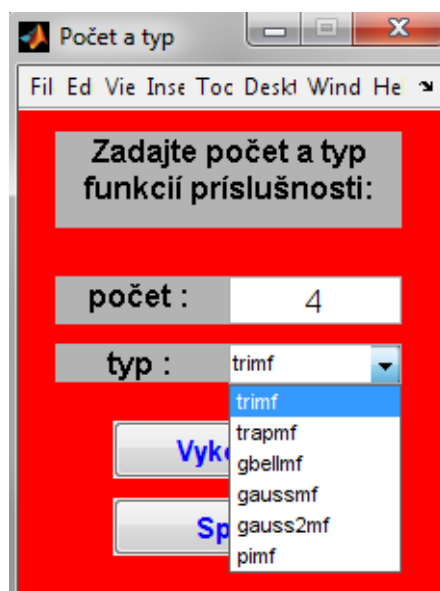 Počet a typ
Fil Ed Vie Inse Toc Deskt Wind He
Zadajte počet a typ
funkcií príslušnosti:
počet :
4
typ :
trimf
trimf
trapmf
gbellmf
gaussmf
gauss2mf
pimf
Vyk
Sp